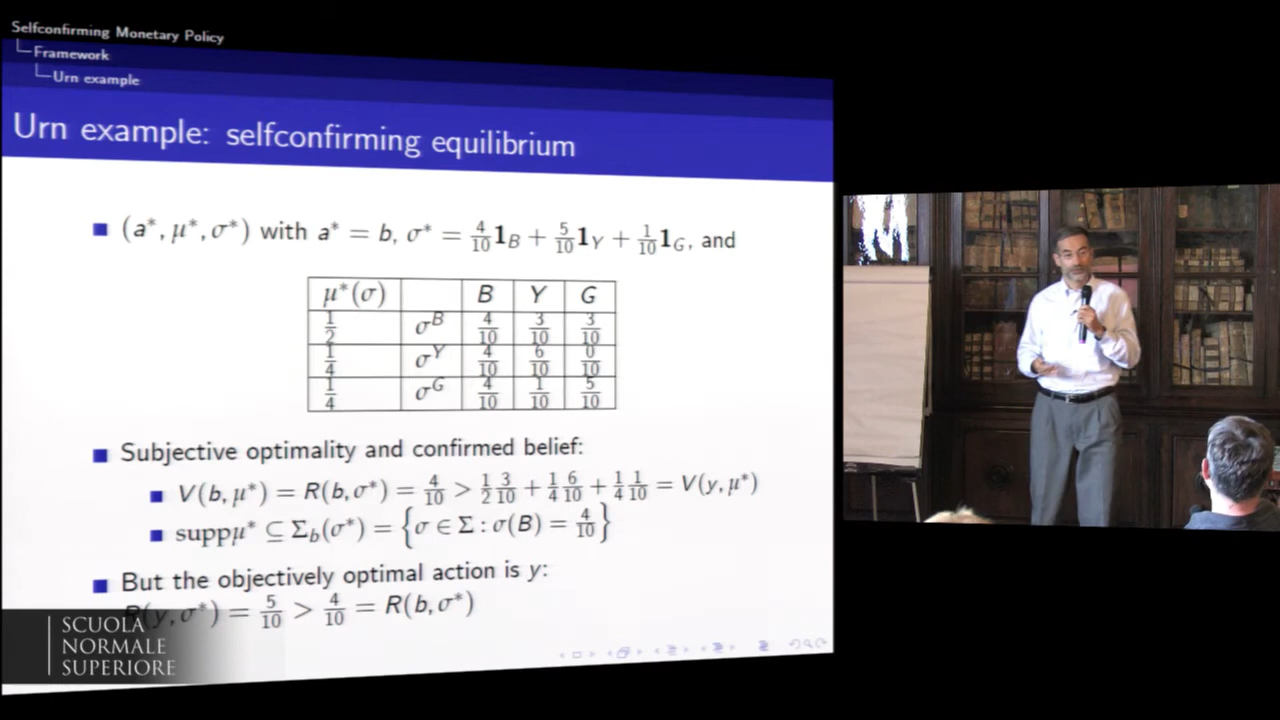 Selfconfirming Monetary Policy
Framework
Urn example
Urn example: selfconfirming equilibrium
(a*, μ*, σ*) with a* = b, σ* = 4/10 1_B + 5/10 1_Y + 1/10 1_G, and
μ*(σ) B Y G
1/2 σ^B 4/10 3/10 3/10
1/4 σ^Y 4/10 6/10 0/10
1/4 σ^G 4/10 1/10 5/10
Subjective optimality and confirmed belief:
V(b, μ*) = R(b, σ*) = 4/10 > 1/2 3/10 + 1/4 6/10 + 1/4 1/10 = V(y, μ*)
suppμ* ⊆ Σ_b(σ*) = {σ ∈ Σ : σ(B) = 4/10}
But the objectively optimal action is y:
R(y, σ*) = 5/10 > 4/10 = R(b, σ*)
SCUOLA
NORMALE
SUPERIORE